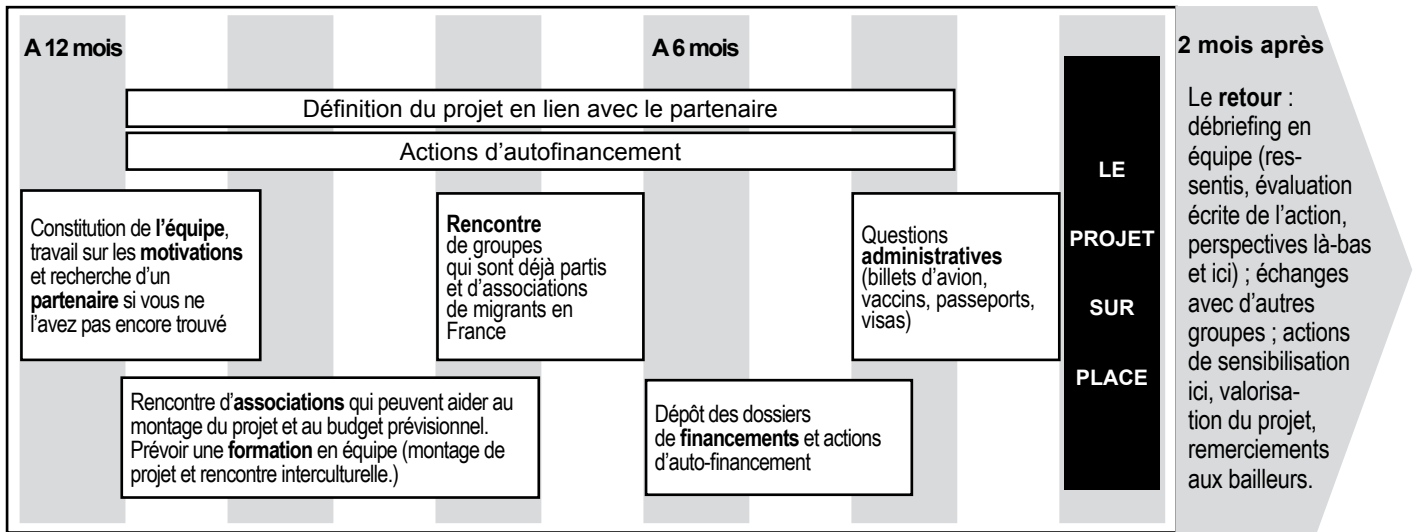 A 12 mois
A 6 mois
2 mois après
Définition du projet en lien avec le partenaire
Actions d’autofinancement
Constitution de l’équipe,
travail sur les motivations
et recherche d’un
partenaire si vous ne
l’avez pas encore trouvé
Rencontre
de groupes
qui sont déjà partis
et d’associations
de migrants en
France
Questions
administratives
(billets d’avion,
vaccins, passeports,
visas)
Rencontre d’associations qui peuvent aider au
montage du projet et au budget prévisionnel.
Prévoir une formation en équipe (montage de
projet et rencontre interculturelle.)
Dépôt des dossiers
de financements et actions
d’auto-financement
LE
PROJET
SUR
PLACE
Le retour :
débriefing en
équipe (res-
sentis, évaluation
écrite de l’action,
perspectives là-bas
et ici) ; échanges
avec d’autres
groupes ; actions
de sensibilisation
ici, valorisa-
tion du projet,
remerciements
aux bailleurs.